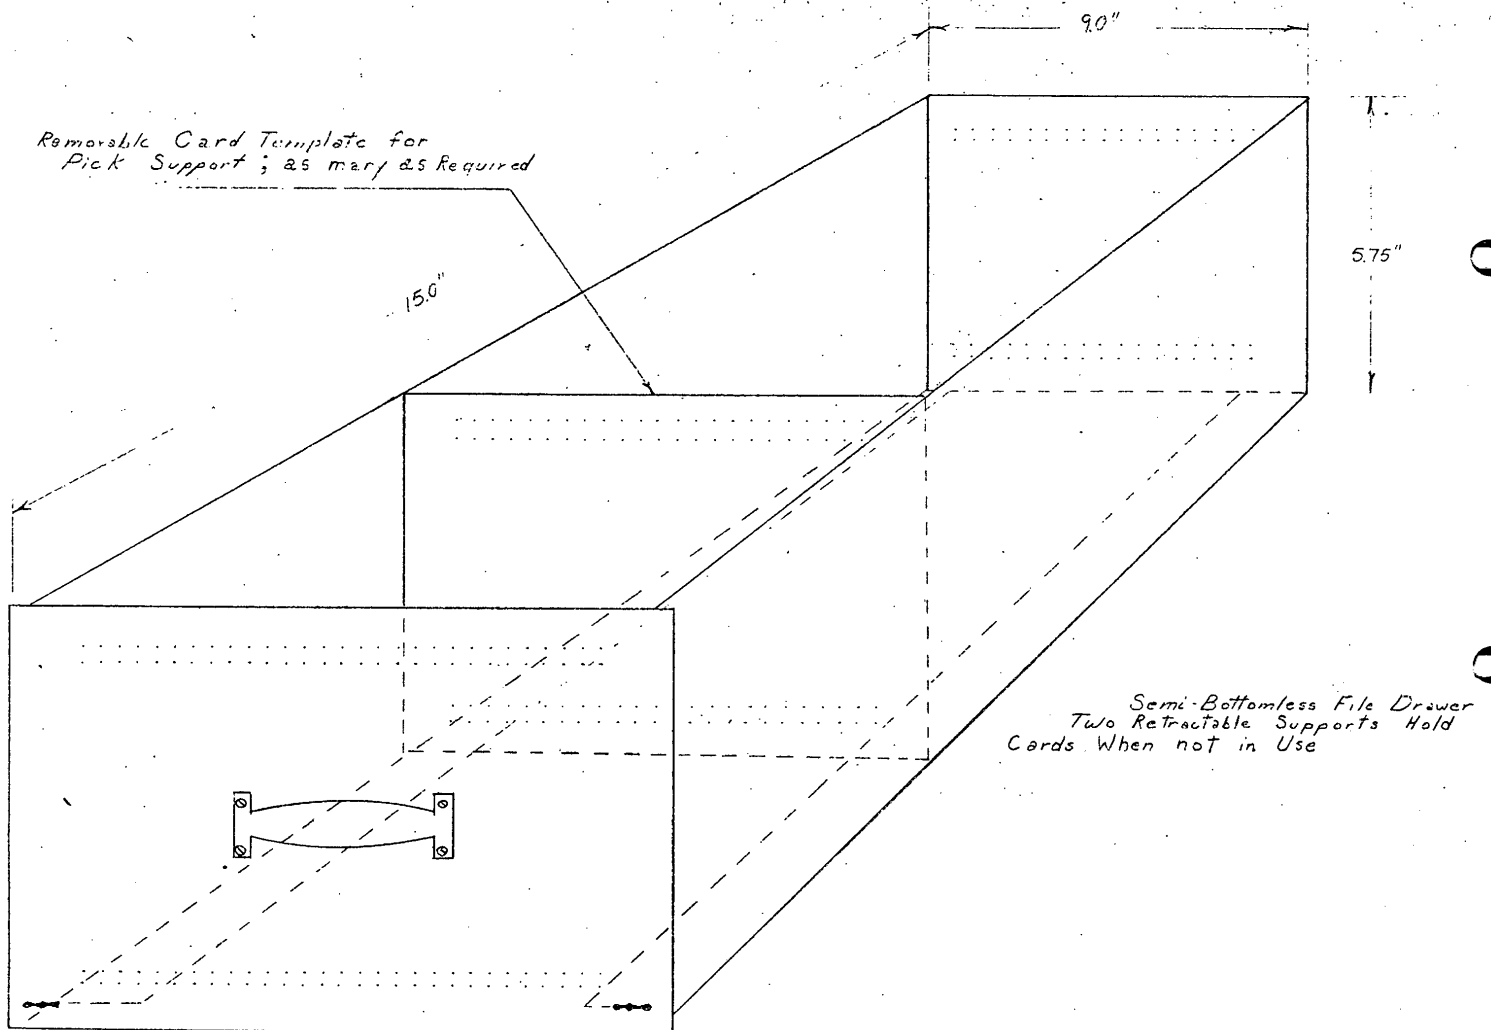 9.0"
Removable Card Template for
Pick Support ; as many as Required
15.0"
5.75"
Semi-Bottomless File Drawer
Two Retractable Supports Hold
Cards When not in Use